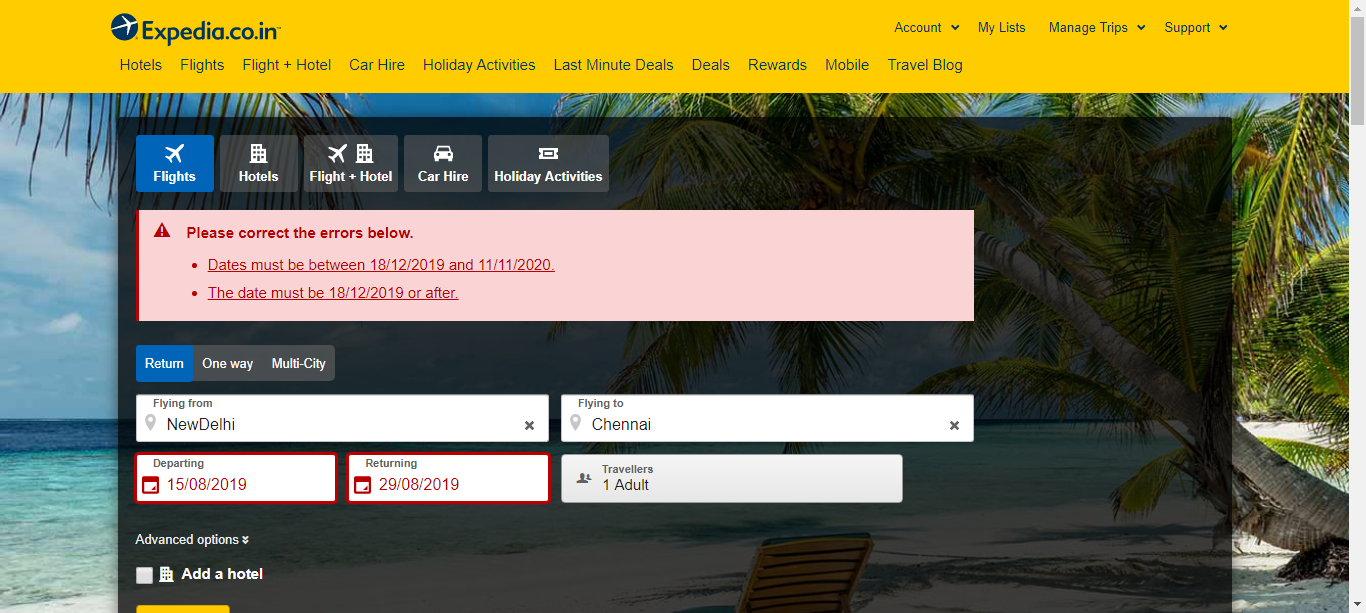 Expedia.co.in
Account My Lists Manage Trips Support
Hotels Flights Flight + Hotel Car Hire Holiday Activities Last Minute Deals Deals Rewards Mobile Travel Blog
Flights Hotels Flight + Hotel Car Hire Holiday Activities
Please correct the errors below.
Dates must be between 18/12/2019 and 11/11/2020.
The date must be 18/12/2019 or after.
Return One way Multi-City
Flying from Flying to
NewDelhi Chennai
Departing Returning Travellers
15/08/2019 29/08/2019 1 Adult
Advanced options
Add a hotel